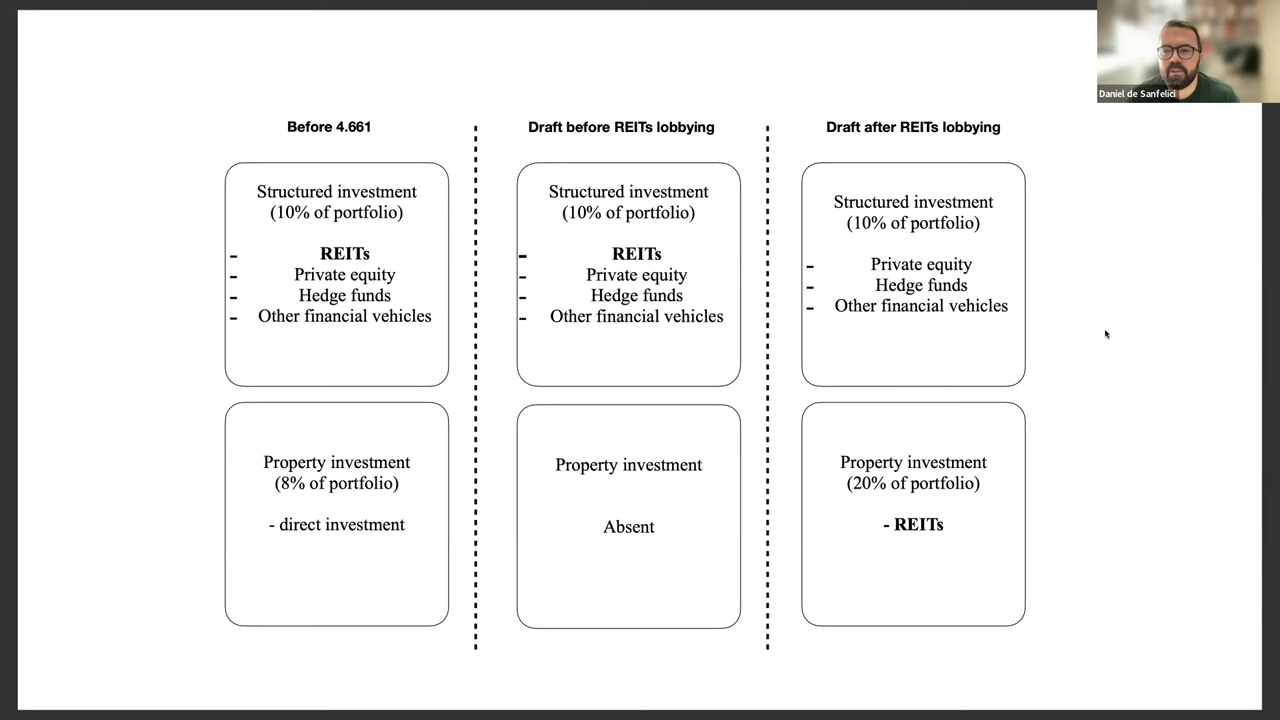 Daniel de Sanfelici
Before 4.661
Draft before REITs lobbying
Draft after REITs lobbying
Structured investment
(10% of portfolio)
- REITs
- Private equity
- Hedge funds
- Other financial vehicles
Structured investment
(10% of portfolio)
- REITs
- Private equity
- Hedge funds
- Other financial vehicles
Structured investment
(10% of portfolio)
- Private equity
- Hedge funds
- Other financial vehicles
Property investment
(8% of portfolio)
- direct investment
Property investment
Absent
Property investment
(20% of portfolio)
- REITs